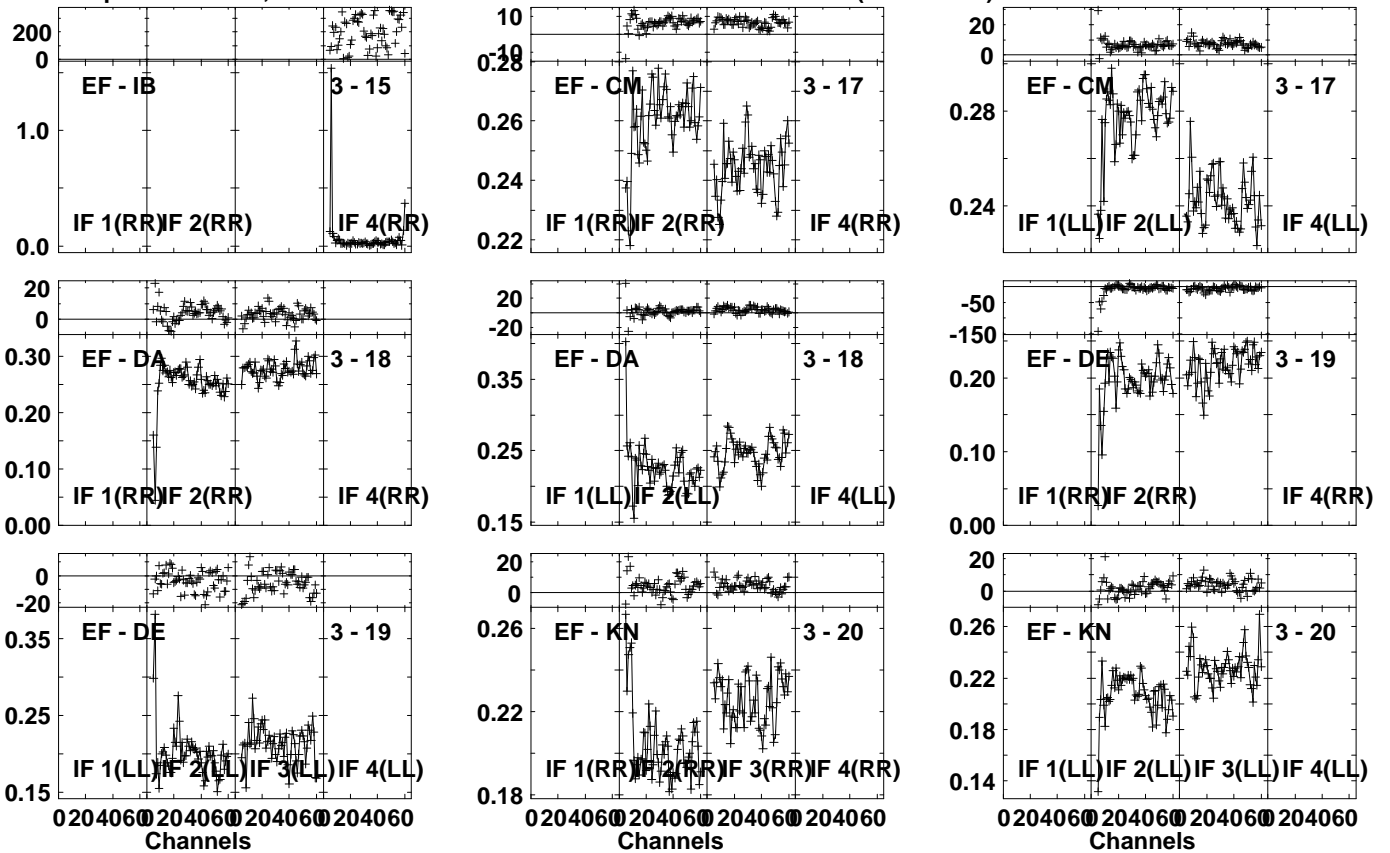 200
0
EF - IB
3 - 15
1.0
0.0
IF 1(RR)
IF 2(RR)
IF 4(RR)
10
-10
0.28
EF - CM
3 - 17
0.26
0.24
0.22
IF 1(RR)
IF 2(RR)
IF 4(RR)
20
10
0
EF - CM
3 - 17
0.28
0.24
IF 1(LL)
IF 2(LL)
IF 4(LL)
20
0
0.30
EF - DA
3 - 18
0.20
0.10
0.00
IF 1(RR)
IF 2(RR)
IF 4(RR)
20
-20
EF - DA
3 - 18
0.35
0.25
0.15
IF 1(LL)
IF 2(LL)
IF 4(LL)
-50
-150
EF - DE
3 - 19
0.20
0.10
0.00
IF 1(RR)
IF 2(RR)
IF 4(RR)
0
-20
EF - DE
3 - 19
0.35
0.25
0.15
IF 1(LL)
IF 2(LL)
IF 3(LL)
IF 4(LL)
0 20 40 60 0 20 40 60 0 20 40 60 0 20 40 60
Channels
20
0
0.26
EF - KN
3 - 20
0.22
0.18
IF 1(RR)
IF 2(RR)
IF 3(RR)
IF 4(RR)
0 20 40 60 0 20 40 60 0 20 40 60 0 20 40 60
Channels
20
0
0.26
EF - KN
3 - 20
0.22
0.18
0.14
IF 1(LL)
IF 2(LL)
IF 3(LL)
IF 4(LL)
0 20 40 60 0 20 40 60 0 20 40 60 0 20 40 60
Channels